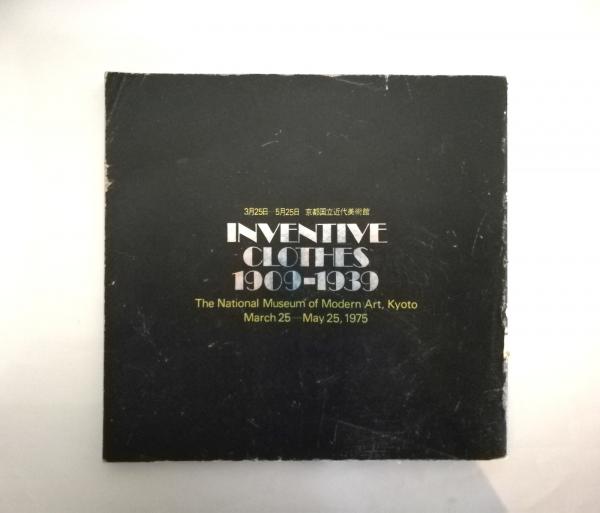 3月25日—5月25日 京都国立近代美術館
INVENTIVE
CLOTHES
1909-1939
The National Museum of Modern Art, Kyoto
March 25—May 25, 1975